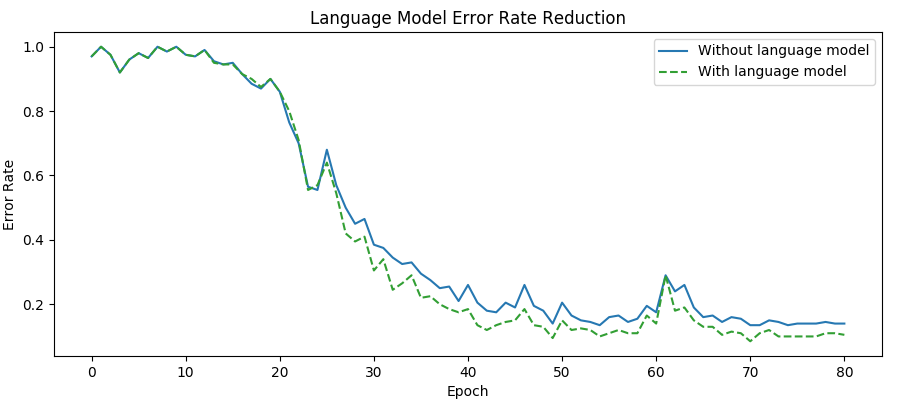 Language Model Error Rate Reduction
Without language model
With language model
1.0
0.8
0.6
0.4
0.2
Error Rate
0 10 20 30 40 50 60 70 80
Epoch